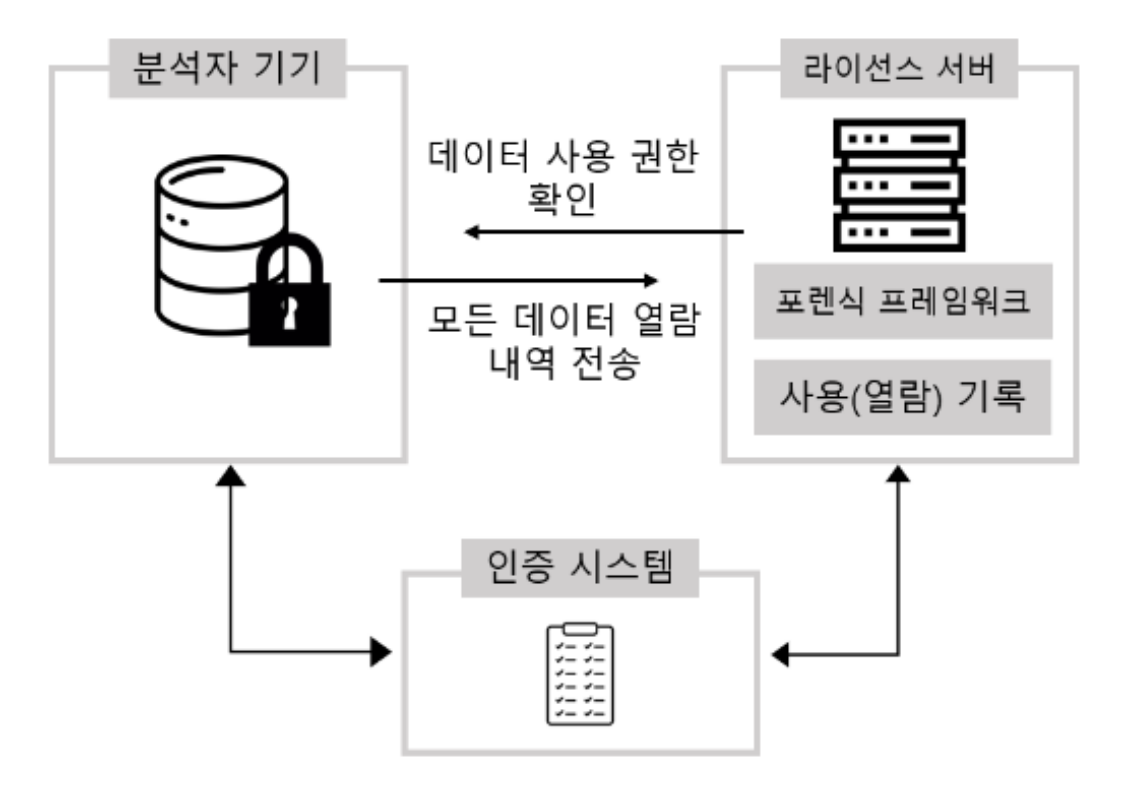 분석자 기기
라이선스 서버
데이터 사용 권한
확인
모든 데이터 열람
내역 전송
포렌식 프레임워크
사용(열람) 기록
인증 시스템